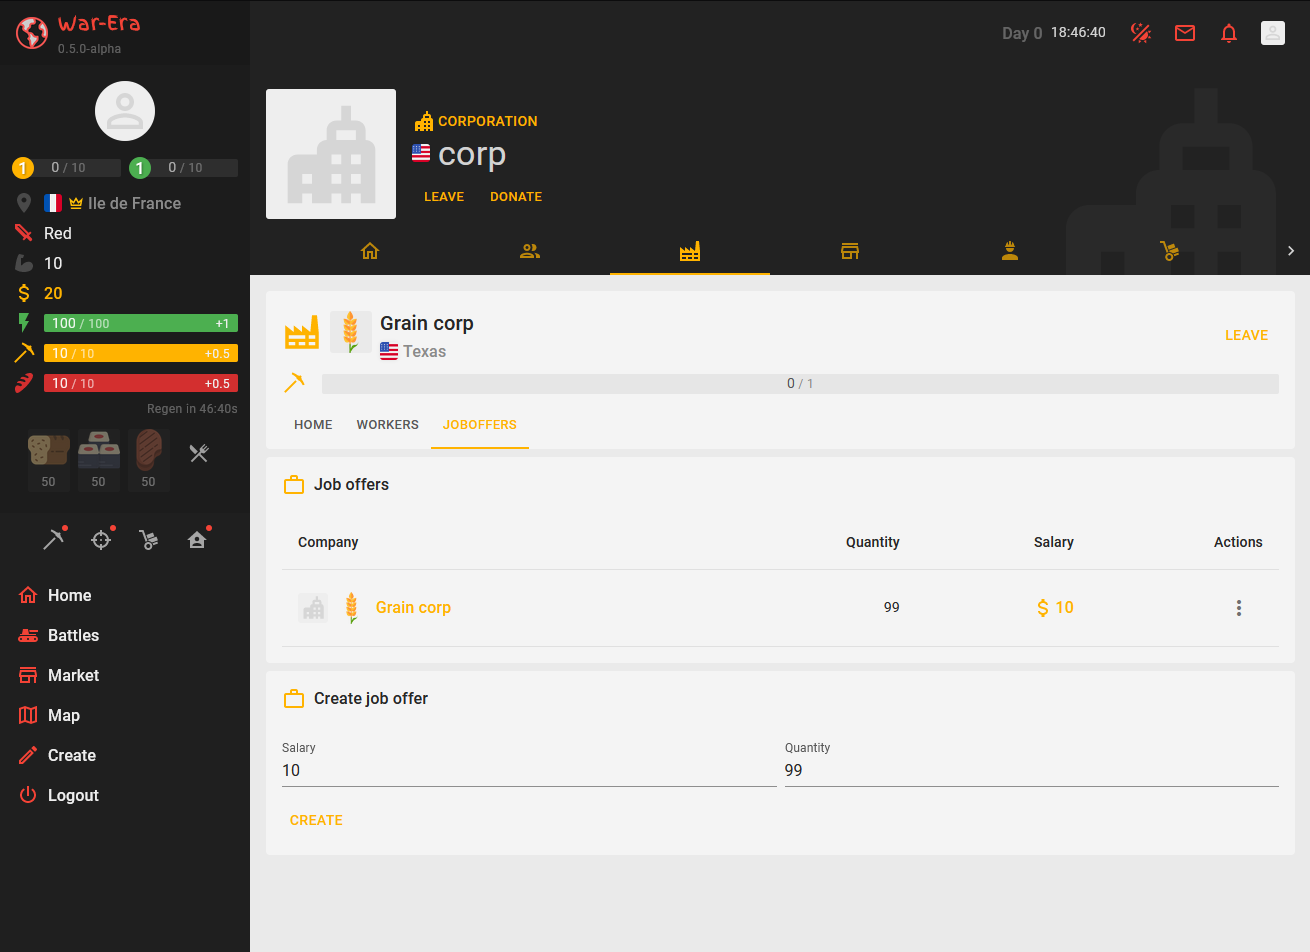 War-Era
0.5.0-alpha
Day 0 18:46:40
1 0 / 10 1 0 / 10
Ile de France
Red
10
$ 20
100 / 100 +1
10 / 10 +0.5
10 / 10 +0.5
Regen in 46:40s
50 50 50
Home
Battles
Market
Map
Create
Logout
CORPORATION
corp
LEAVE DONATE
Grain corp
Texas
LEAVE
0 / 1
HOME WORKERS JOBOFFERS
Job offers
Company Quantity Salary Actions
Grain corp 99 $ 10
Create job offer
Salary Quantity
10 99
CREATE